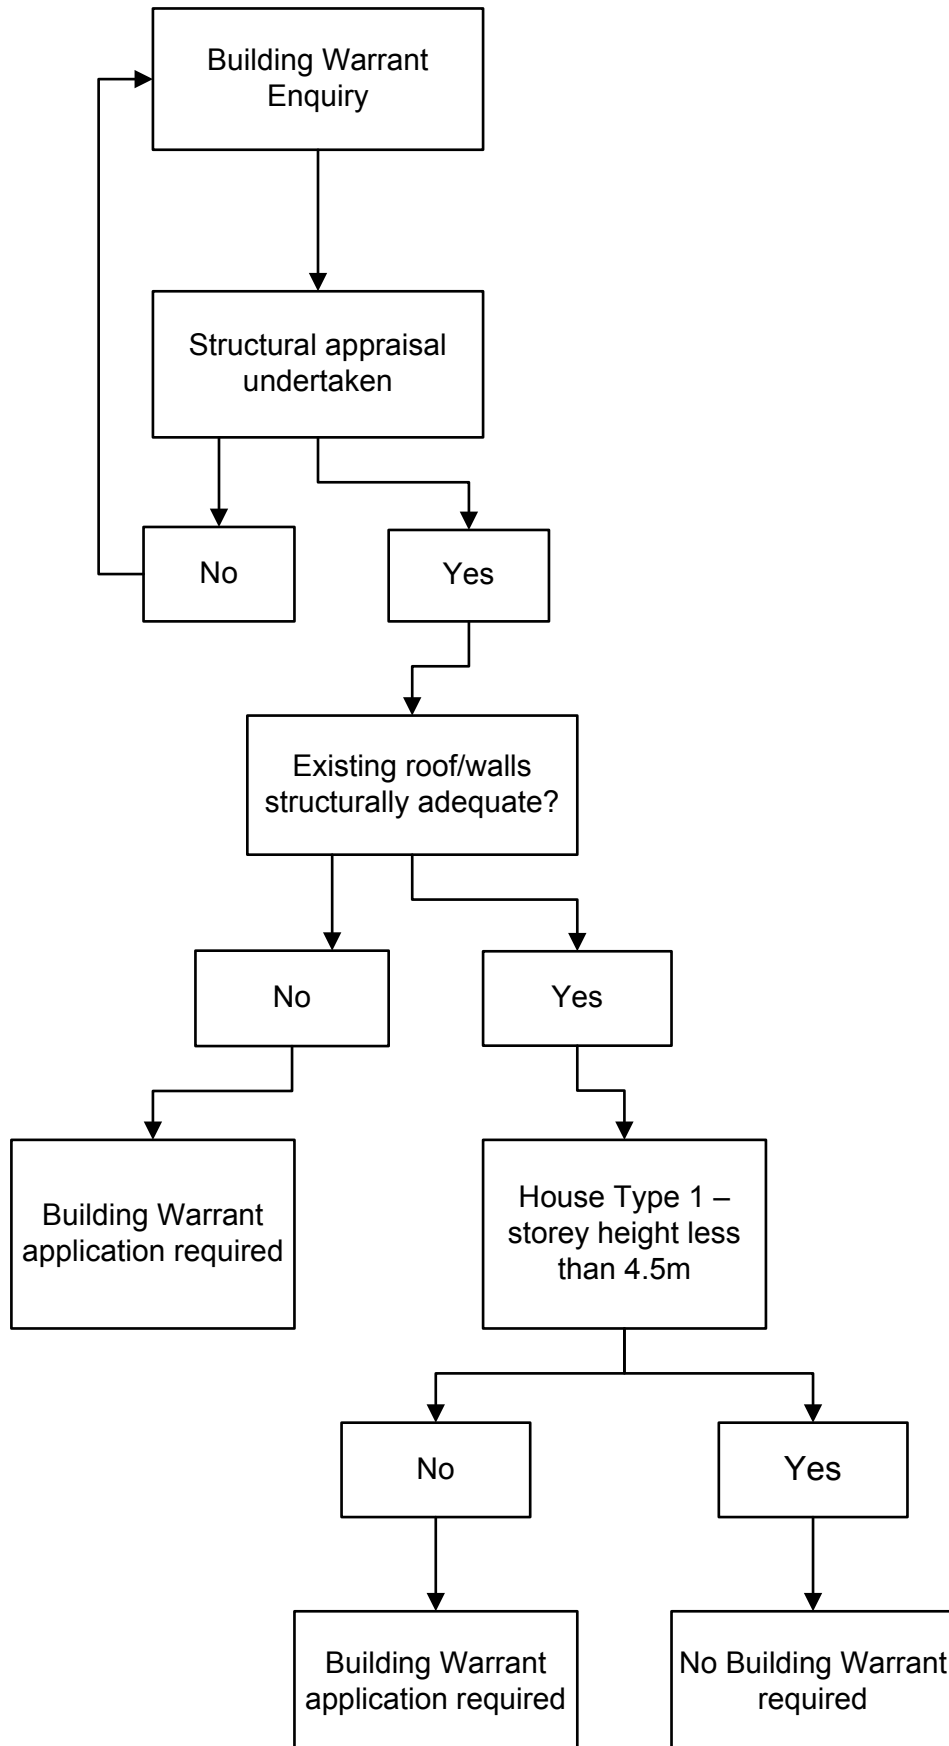 Building Warrant
Enquiry
Structural appraisal
undertaken
No
Yes
Existing roof/walls
structurally adequate?
No
Yes
Building Warrant
application required
House Type 1 –
storey height less
than 4.5m
No
Yes
Building Warrant
application required
No Building Warrant
required